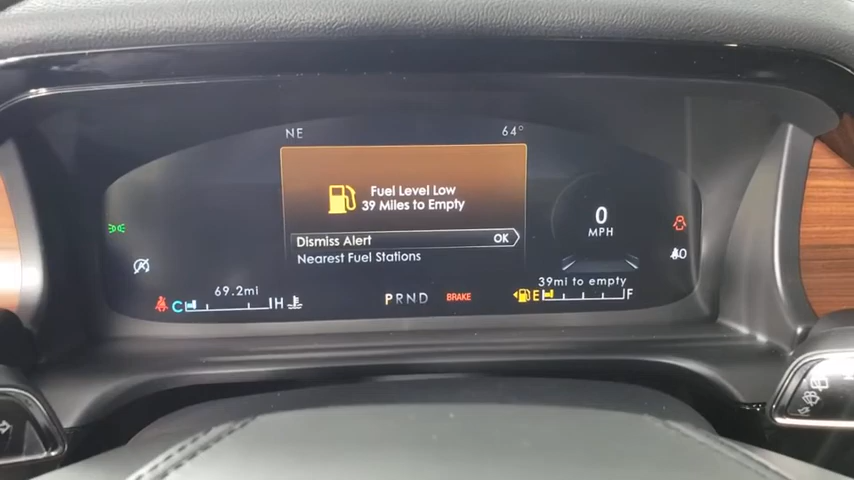 NE 64°
Fuel Level Low
39 Miles to Empty
Dismiss Alert OK
Nearest Fuel Stations
0
MPH
69.2mi
39mi to empty
C H
PRND
BRAKE
E F